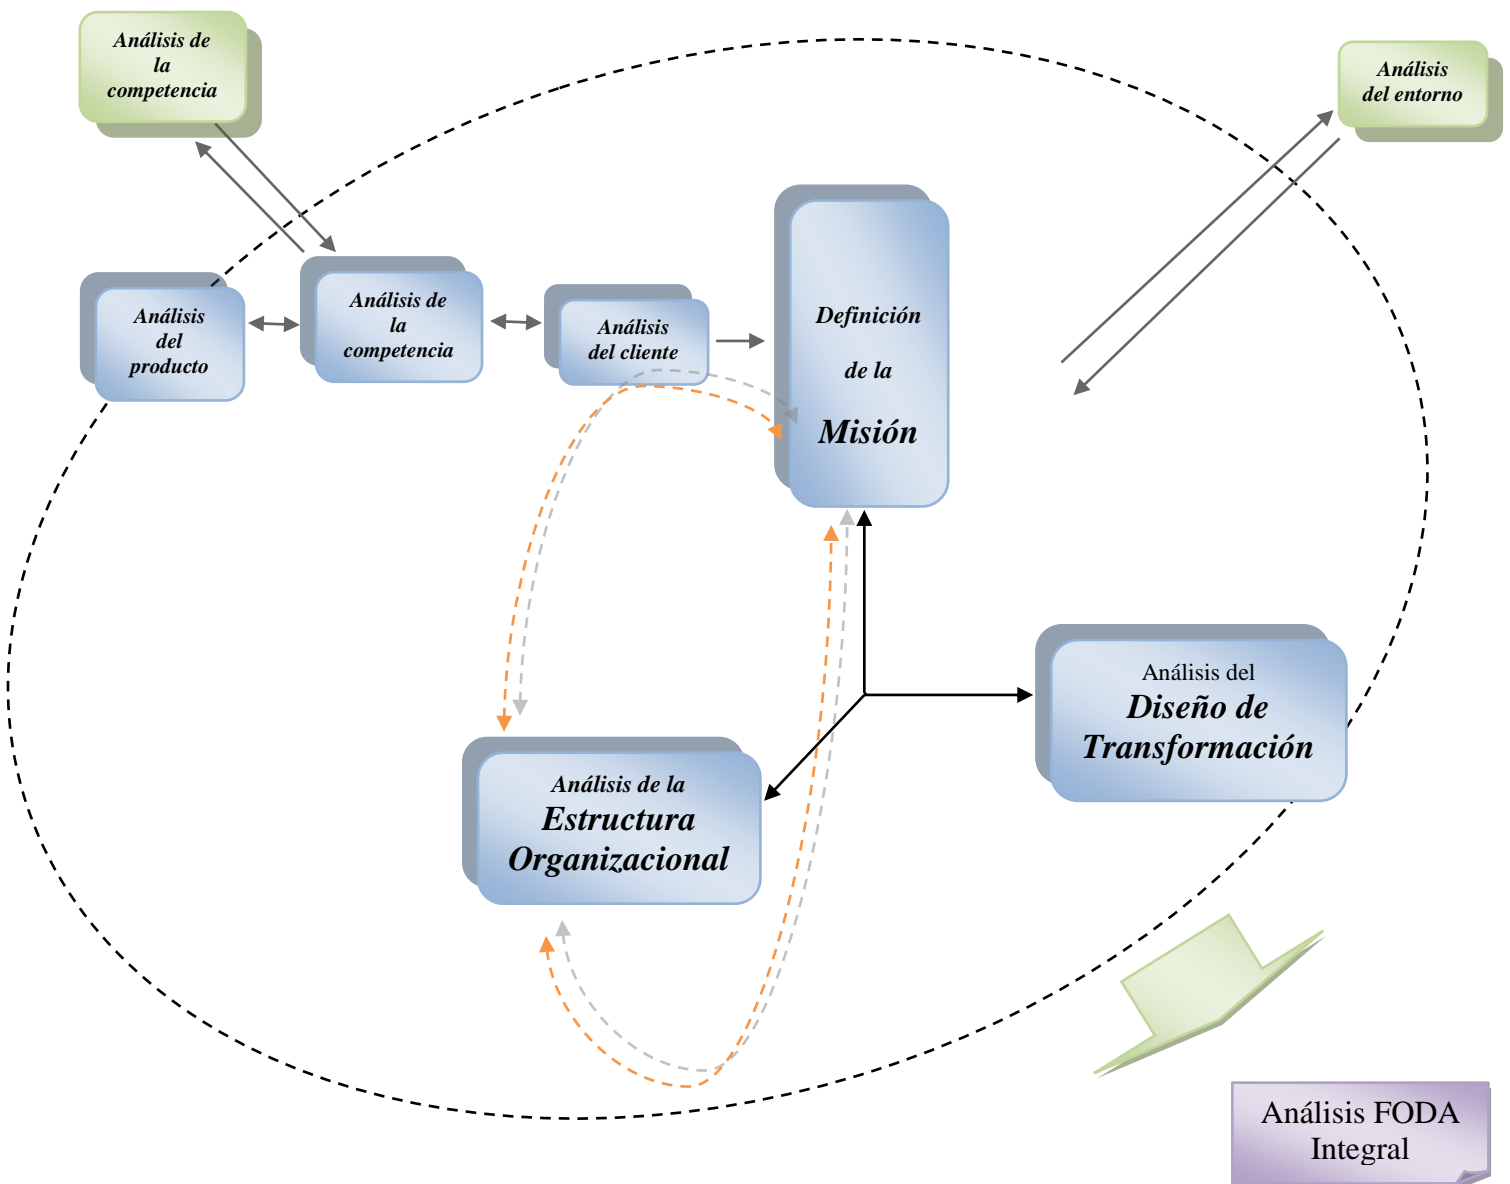 Análisis de
la
competencia
Análisis
del entorno
Análisis
del
producto
Análisis de
la
competencia
Análisis
del cliente
Definición
de la
Misión
Análisis del
Diseño de
Transformación
Análisis de la
Estructura
Organizacional
Análisis FODA
Integral